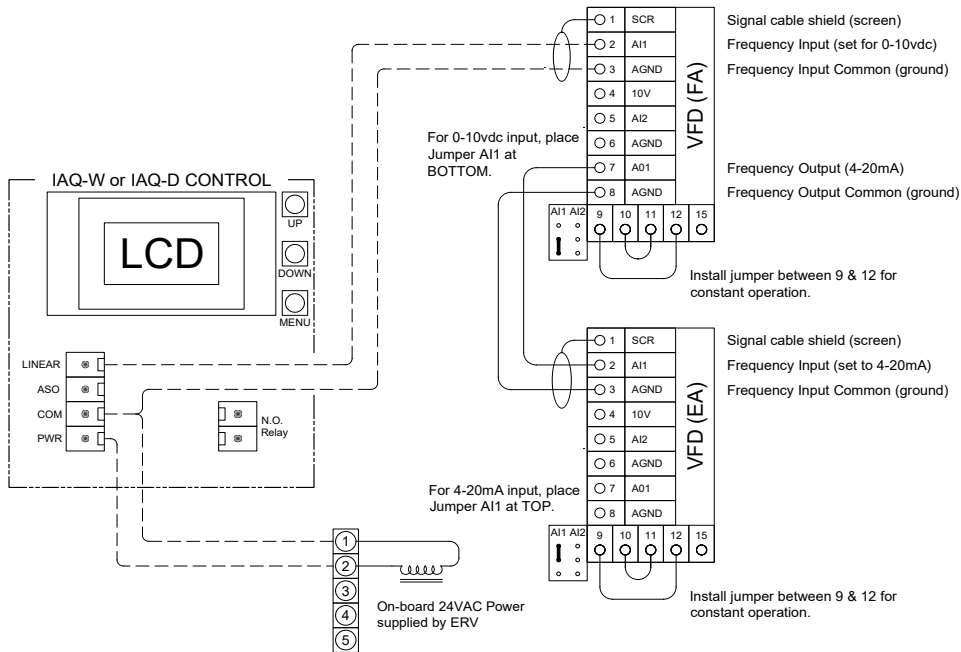 IAQ-W or IAQ-D CONTROL
LCD
UP
DOWN
MENU
LINEAR
ASO
COM
PWR
N.O.
Relay
1
2
3
4
5
On-board 24VAC Power
supplied by ERV
For 0-10vdc input, place
Jumper AI1 at
BOTTOM.
1 SCR
2 AI1
3 AGND
4 10V
5 AI2
6 AGND
7 A01
8 AGND
VFD (FA)
AI1 AI2
9 10 11 12 15
Signal cable shield (screen)
Frequency Input (set for 0-10vdc)
Frequency Input Common (ground)
Frequency Output (4-20mA)
Frequency Output Common (ground)
Install jumper between 9 & 12 for
constant operation.
For 4-20mA input, place
Jumper AI1 at TOP.
1 SCR
2 AI1
3 AGND
4 10V
5 AI2
6 AGND
7 A01
8 AGND
VFD (EA)
AI1 AI2
9 10 11 12 15
Signal cable shield (screen)
Frequency Input (set to 4-20mA)
Frequency Input Common (ground)
Install jumper between 9 & 12 for
constant operation.